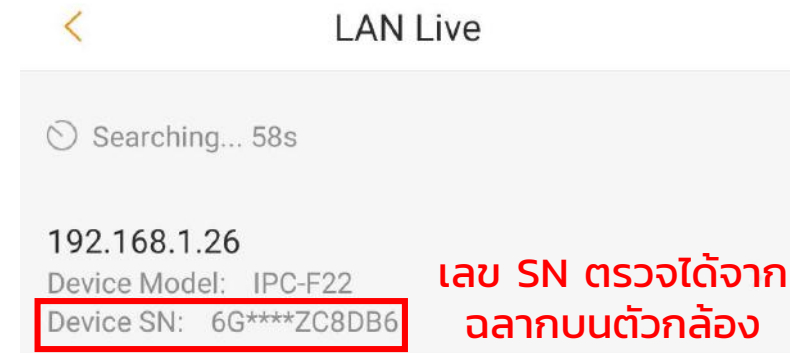 LAN Live
Searching... 58s
192.168.1.26
Device Model: IPC-F22
Device SN: 6G****ZC8DB6
เลข SN ตรวจได้จาก
ฉลากบนตัวกล้อง